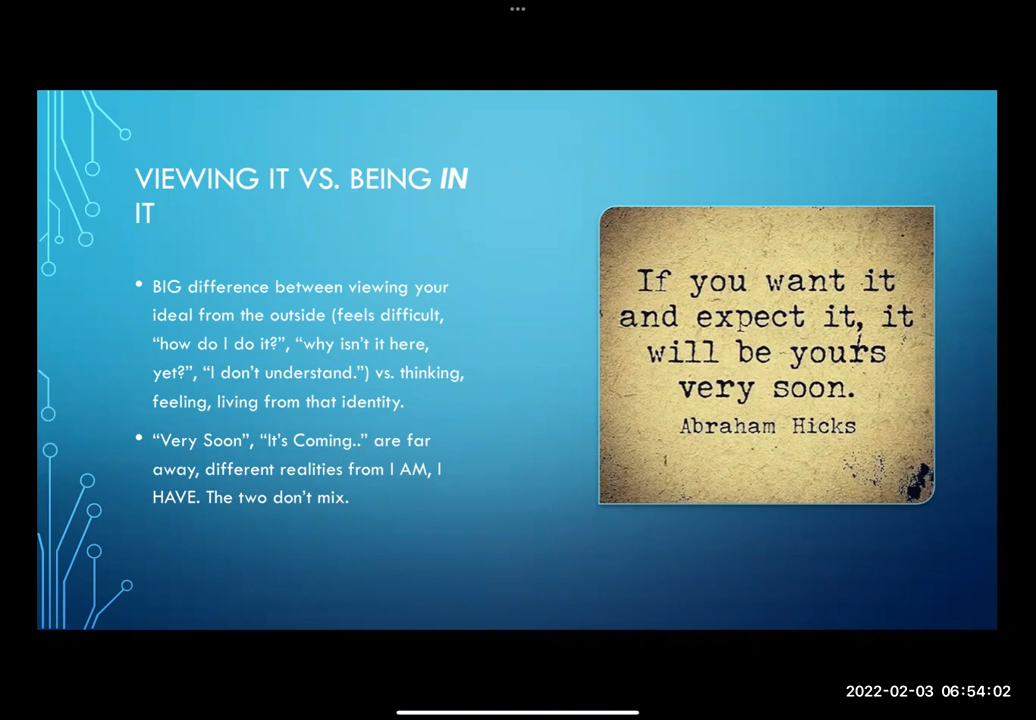 VIEWING IT VS. BEING IN
IT
• BIG difference between viewing your
ideal from the outside (feels difficult,
“how do I do it?”, “why isn’t it here,
yet?”, “I don’t understand.”) vs. thinking,
feeling, living from that identity.
• “Very Soon”, “It’s Coming..” are far
away, different realities from I AM, I
HAVE. The two don’t mix.
If you want it
and expect it, it
will be yours
very soon.
Abraham Hicks
2022-02-03 06:54:02